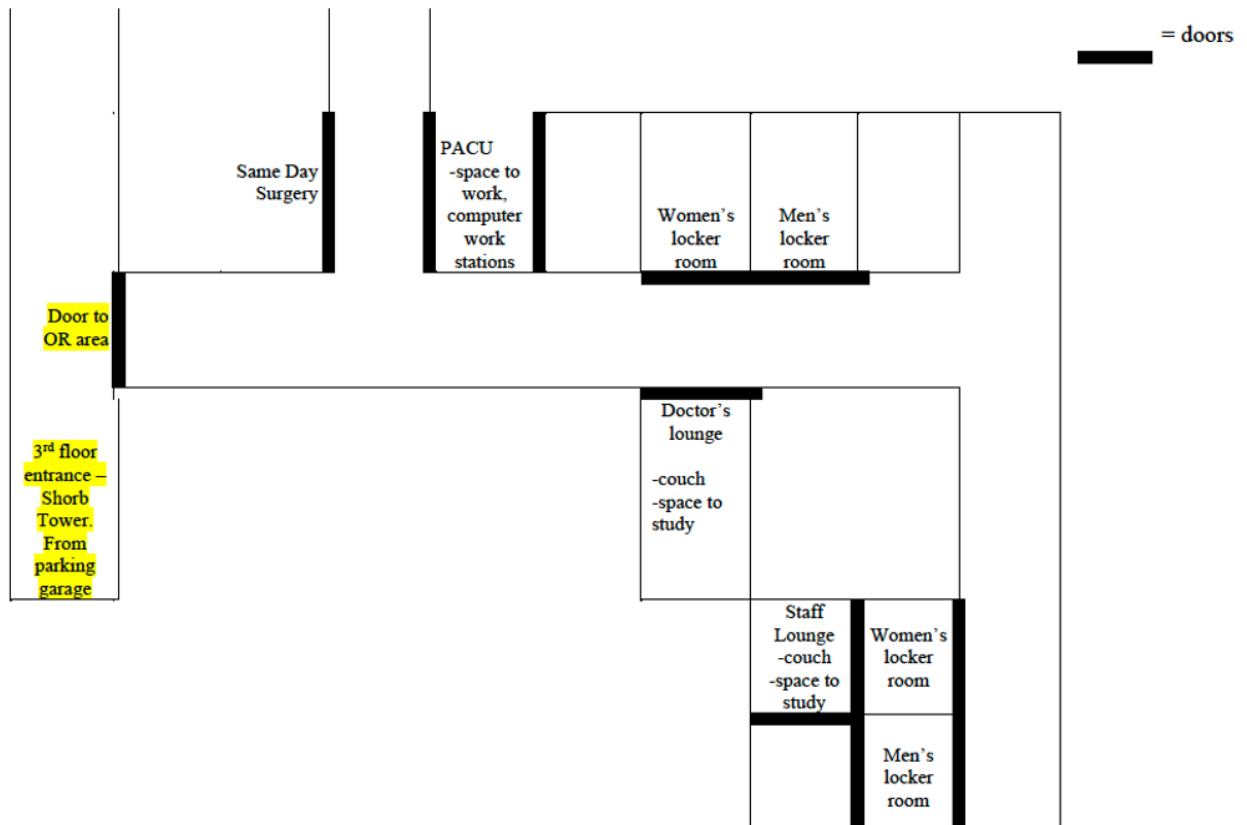 = doors
Same Day
Surgery
PACU
-space to
work,
computer
work
stations
Women’s
locker
room
Men’s
locker
room
Door to
OR area
3rd floor
entrance –
Shorb
Tower.
From
parking
garage
Doctor’s
lounge
-couch
-space to
study
Staff
Lounge
-couch
-space to
study
Women’s
locker
room
Men’s
locker
room